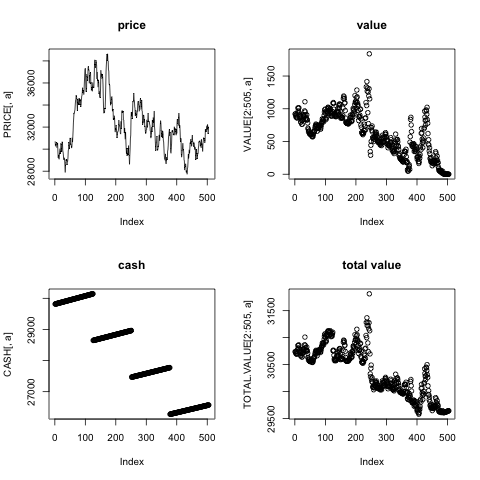 price
PRICE[, a]
28000 32000 36000
0 100 200 300 400 500
Index
value
VALUE[2:505, a]
0 500 1000 1500
0 100 200 300 400 500
Index
cash
CASH[, a]
27000 29000
0 100 200 300 400 500
Index
total value
TOTAL.VALUE[2:505, a]
29500 30500 31500
0 100 200 300 400 500
Index